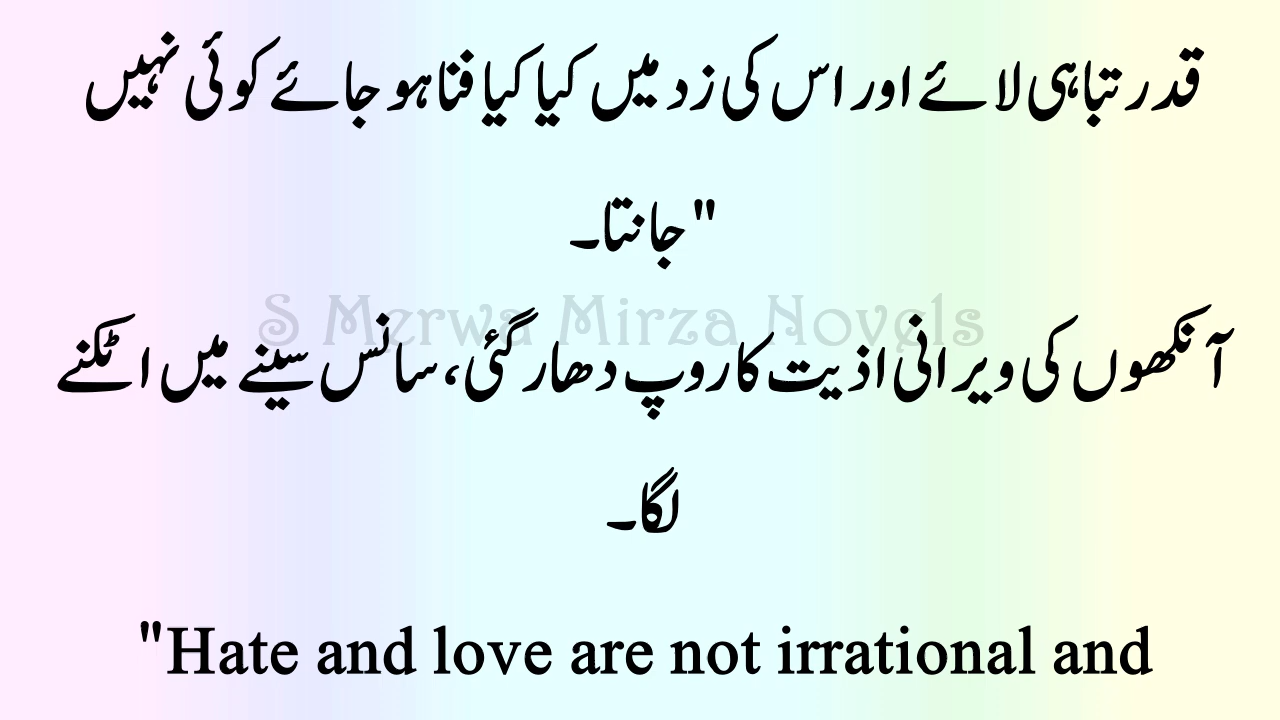 قدر تباہی لائے اور اس کی زد میں کیا کیا فنا ہو جائے کوئی نہیں
"جانتا۔
S Merwa Mirza Novels
آنکھوں کی ویرانی اذیت کا روپ دھار گئی، سانس سینے میں اٹکنے
لگا۔
"Hate and love are not irrational and